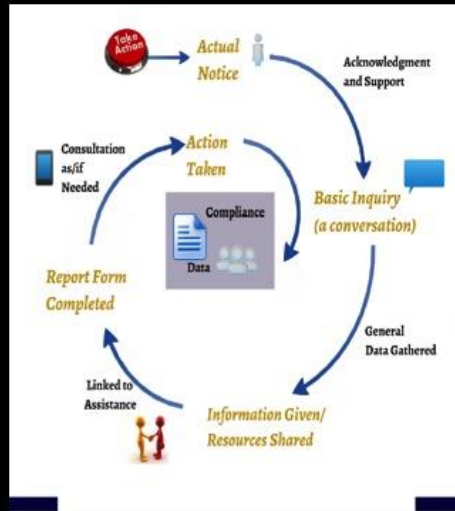 Take
Action
Actual
Notice
Acknowledgment
and Support
Basic Inquiry
(a conversation)
General
Data Gathered
Information Given/
Resources Shared
Linked to
Assistance
Report Form
Completed
Consultation
as/if
Needed
Action
Taken
Compliance
Data